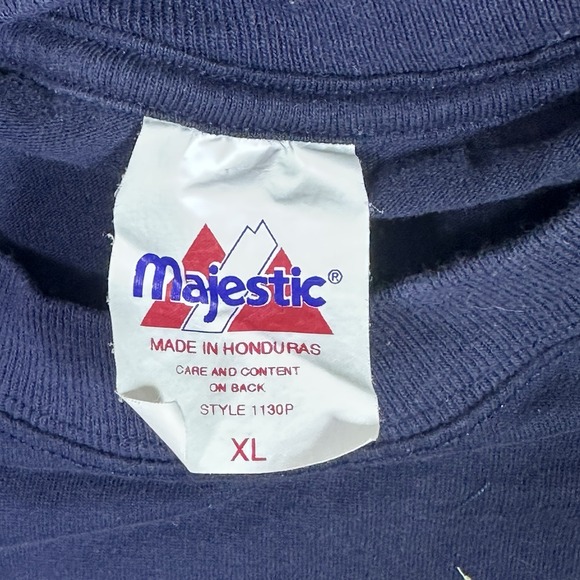 Majestic®
MADE IN HONDURAS
CARE AND CONTENT
ON BACK
STYLE 1130P
XL